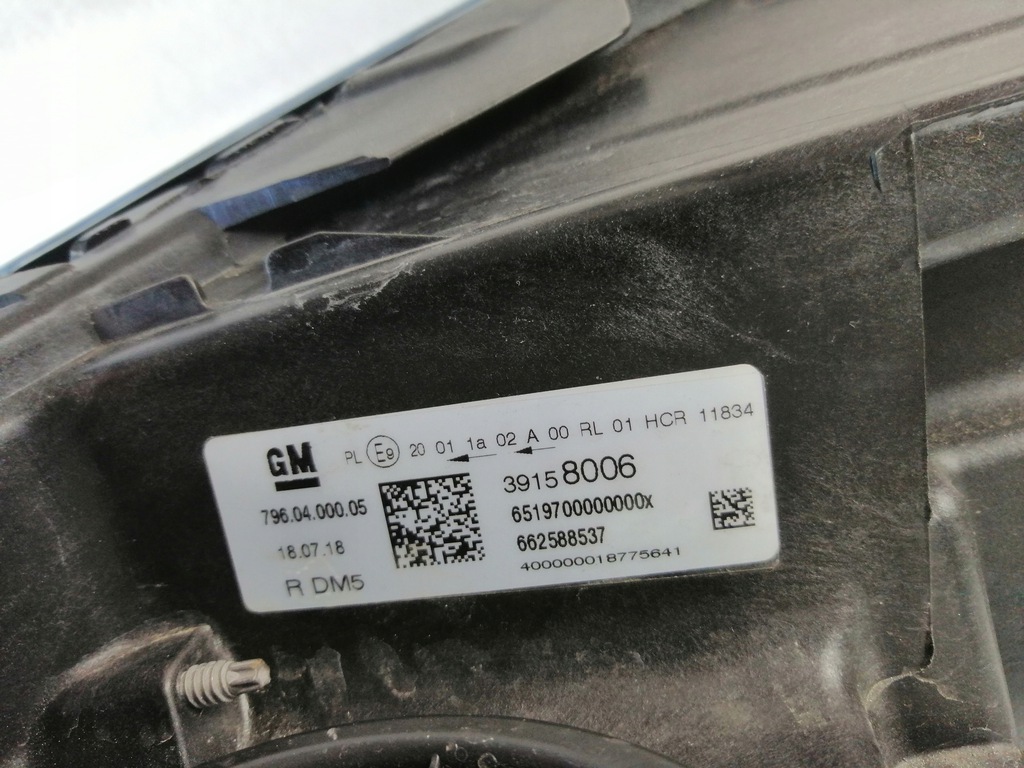 GM
PL E9 20 01 1a 02 A 00 RL 01 HCR 11834
796.04.000.05
18.07.18
R DM5
39158006
6519700000000x
662588537
400000018775641